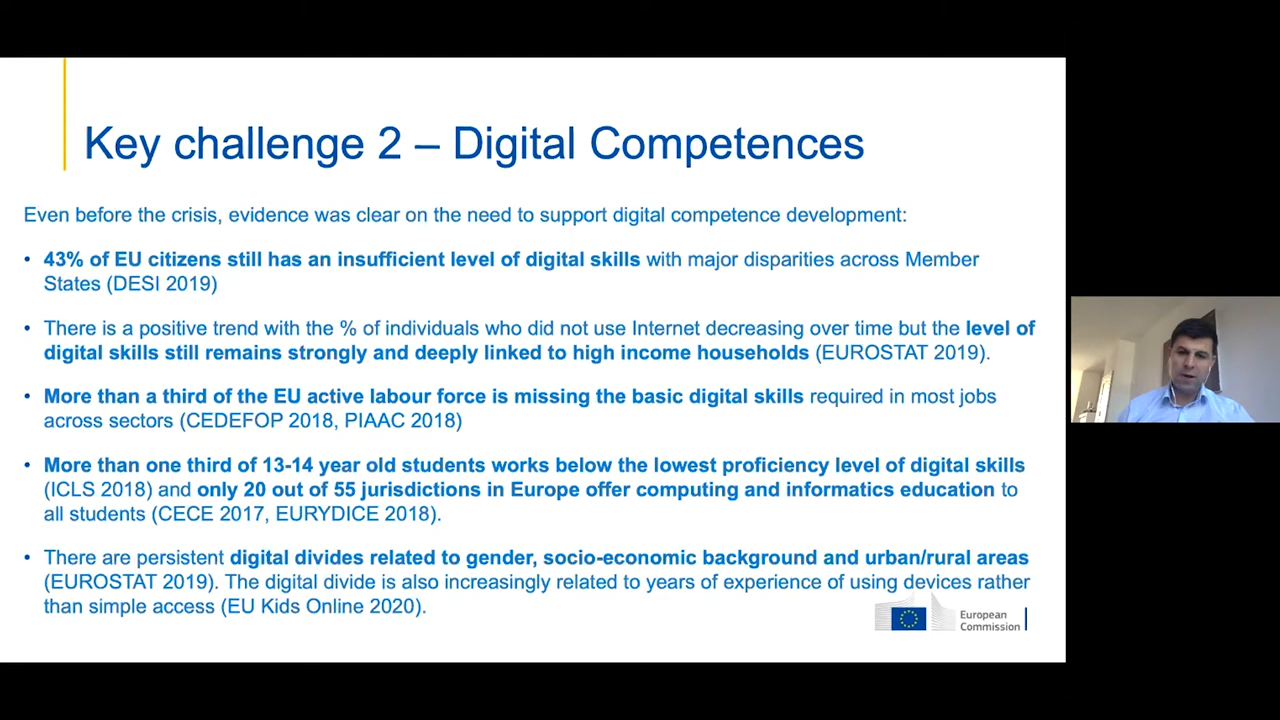 Key challenge 2 – Digital Competences
Even before the crisis, evidence was clear on the need to support digital competence development:
• 43% of EU citizens still has an insufficient level of digital skills with major disparities across Member
States (DESI 2019)
• There is a positive trend with the % of individuals who did not use Internet decreasing over time but the level of
digital skills still remains strongly and deeply linked to high income households (EUROSTAT 2019).
• More than a third of the EU active labour force is missing the basic digital skills required in most jobs
across sectors (CEDEFOP 2018, PIAAC 2018)
• More than one third of 13-14 year old students works below the lowest proficiency level of digital skills
(ICLS 2018) and only 20 out of 55 jurisdictions in Europe offer computing and informatics education to
all students (CECE 2017, EURYDICE 2018).
• There are persistent digital divides related to gender, socio-economic background and urban/rural areas
(EUROSTAT 2019). The digital divide is also increasingly related to years of experience of using devices rather
than simple access (EU Kids Online 2020).
European
Commission